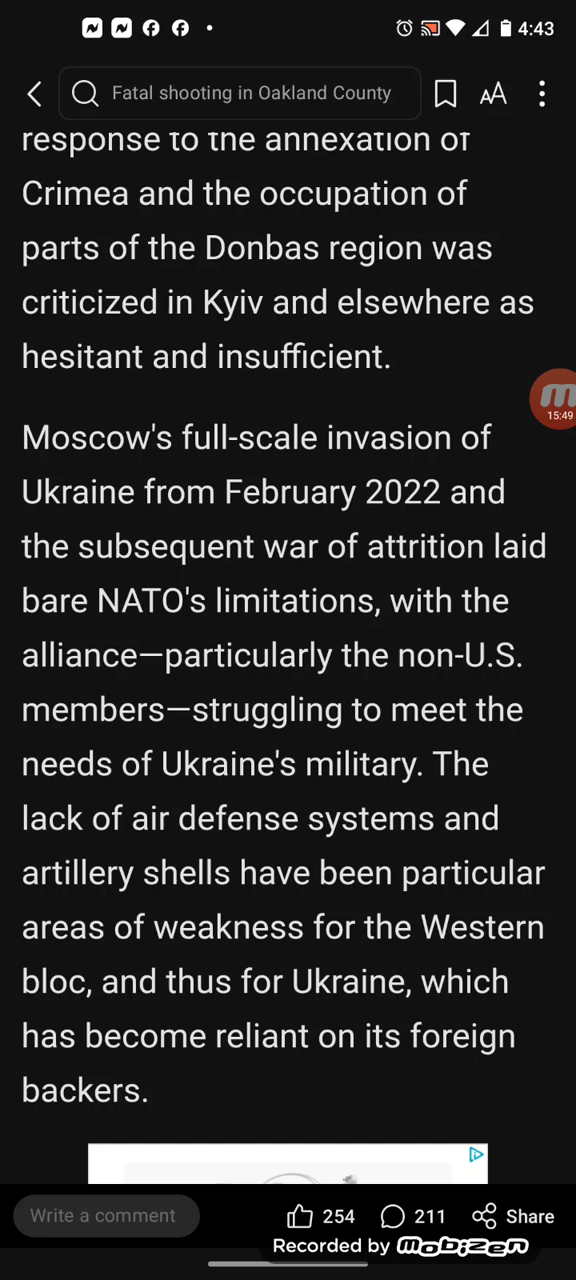 4:43
Fatal shooting in Oakland County
AA
response to the annexation of
Crimea and the occupation of
parts of the Donbas region was
criticized in Kyiv and elsewhere as
hesitant and insufficient.
15:49
Moscow's full-scale invasion of
Ukraine from February 2022 and
the subsequent war of attrition laid
bare NATO's limitations, with the
alliance—particularly the non-U.S.
members—struggling to meet the
needs of Ukraine's military. The
lack of air defense systems and
artillery shells have been particular
areas of weakness for the Western
bloc, and thus for Ukraine, which
has become reliant on its foreign
backers.
Write a comment
254
211
Share
Recorded by mobizen